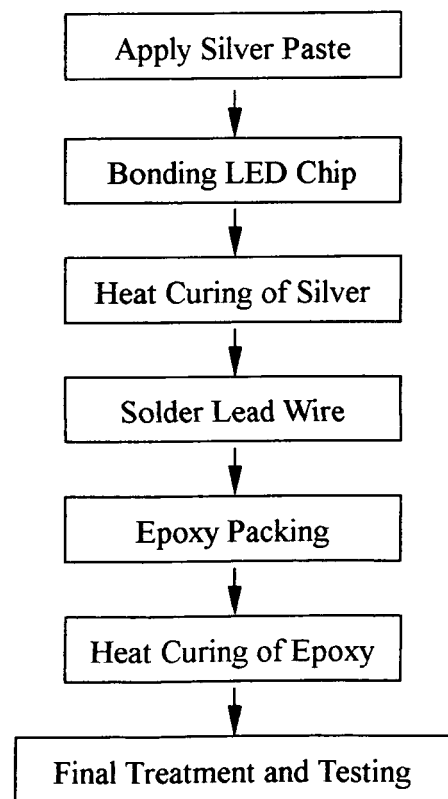 Apply Silver Paste
Bonding LED Chip
Heat Curing of Silver
Solder Lead Wire
Epoxy Packing
Heat Curing of Epoxy
Final Treatment and Testing